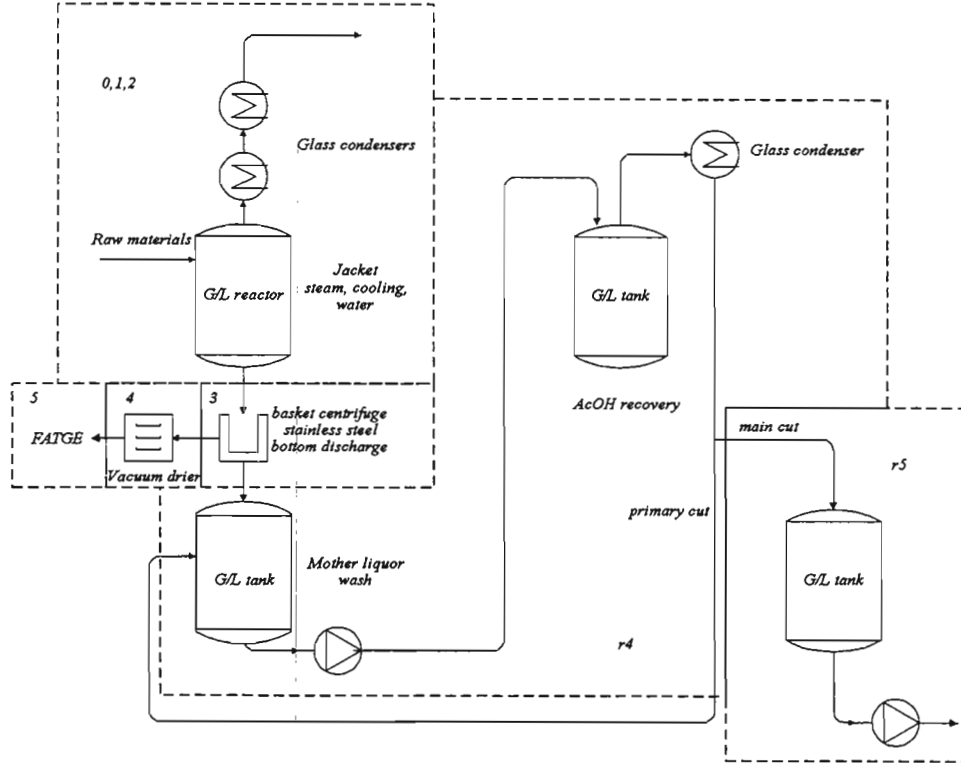 0,1,2
Glass condensers
Raw materials
G/L reactor
Jacket
steam, cooling,
water
Glass condenser
G/L tank
AcOH recovery
5
4
3
FATGE
Vacuum drier
basket centrifuge
stainless steel
bottom discharge
main cut
r5
primary cut
G/L tank
Mother liquor
wash
G/L tank
r4